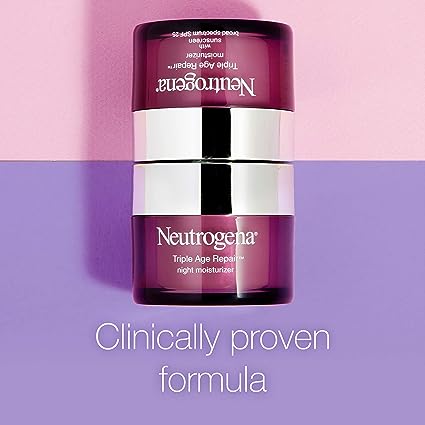 broad spectrum SPF 25
sunscreen
with
moisturizer
Triple Age Repair™
Neutrogena®
Neutrogena®
Triple Age Repair™
night moisturizer
Clinically proven
formula